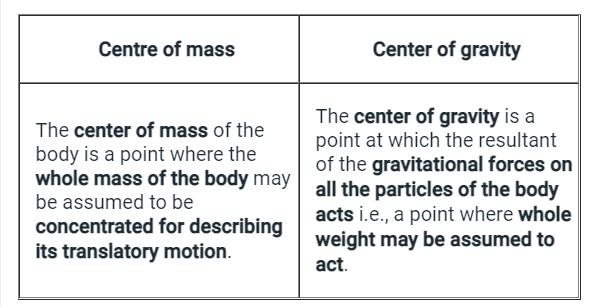 Centre of mass
Center of gravity
The center of mass of the
body is a point where the
whole mass of the body may
be assumed to be
concentrated for describing
its translatory motion.
The center of gravity is a
point at which the resultant
of the gravitational forces on
all the particles of the body
acts i.e., a point where whole
weight may be assumed to
act.